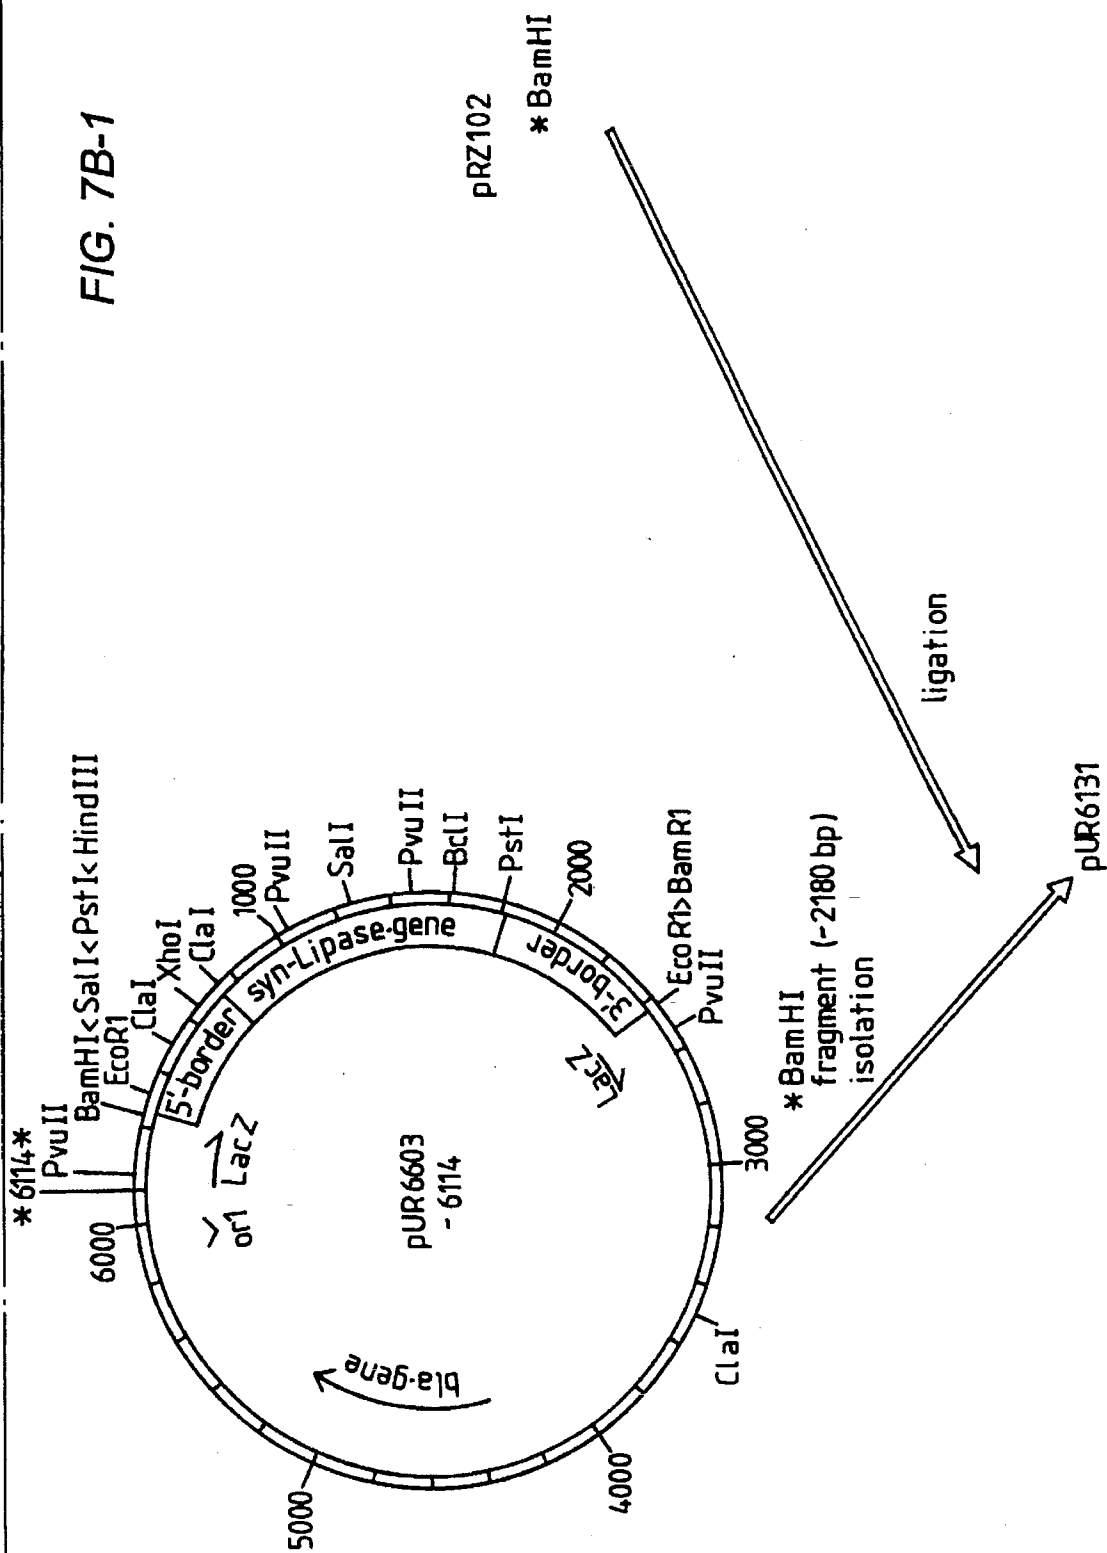 FIG. 7B-1
*6114*
PvuII
BamHI<SalI<PstI<HindIII
EcoR1
ClaI
XhoI
ClaI
1000
PvuII
SalI
PvuII
BclI
PstI
2000
EcoR1>BamR1
PvuII
3000
ClaI
4000
5000
6000
5'-border
syn-Lipase-gene
3'-border
ori
LacZ
LacZ
bla-gene
pUR6603
- 6114
*BamHI
fragment (~2180 bp)
isolation
pRZ102
*BamHI
ligation
pUR6131